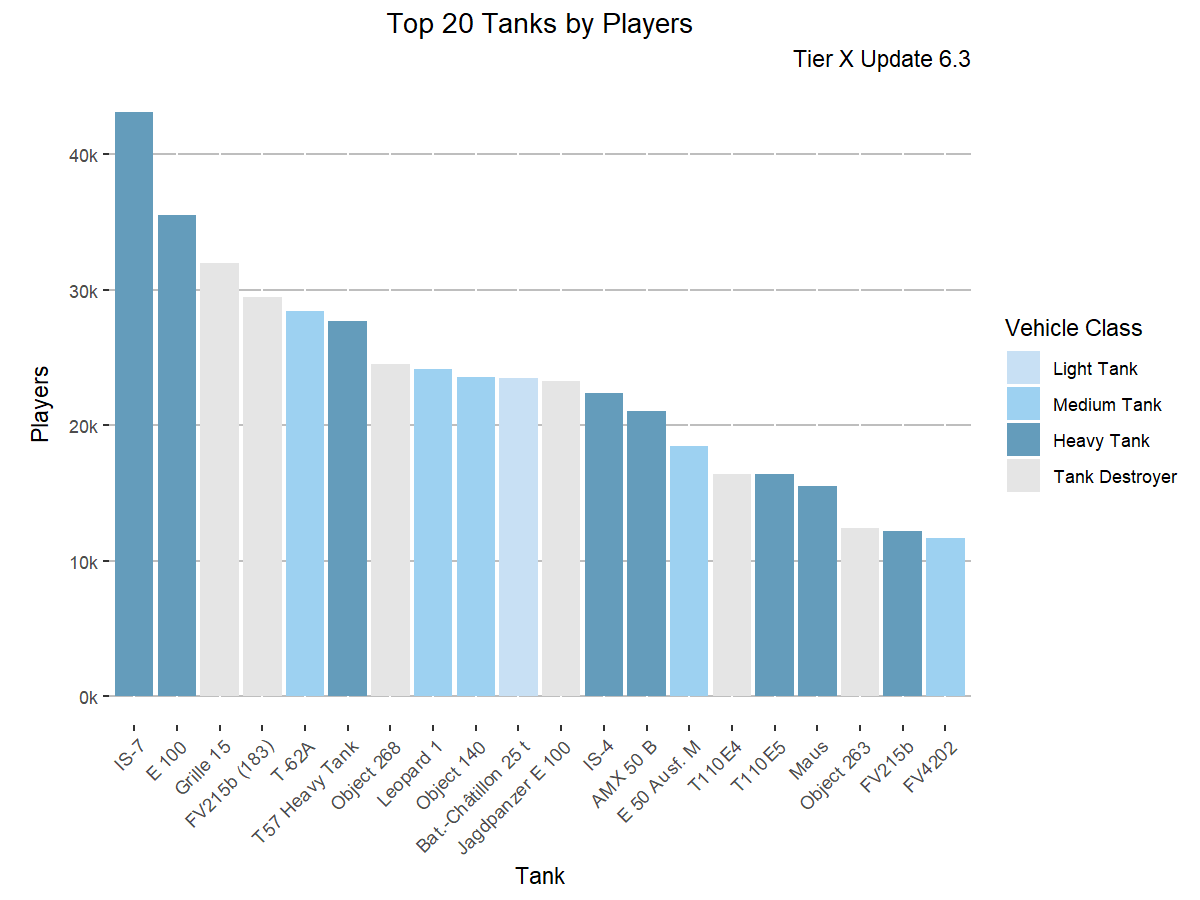 Top 20 Tanks by Players
Tier X Update 6.3
Players
40k
30k
20k
10k
0k
IS-7
E 100
Grille 15
FV215b (183)
T-62A
T57 Heavy Tank
Object 268
Leopard 1
Object 140
Bat.-Châtillon 25 t
Jagdpanzer E 100
IS-4
AMX 50 B
E 50 Ausf. M
T110E4
T110E5
Maus
Object 263
FV215b
FV4202
Tank
Vehicle Class
Light Tank
Medium Tank
Heavy Tank
Tank Destroyer